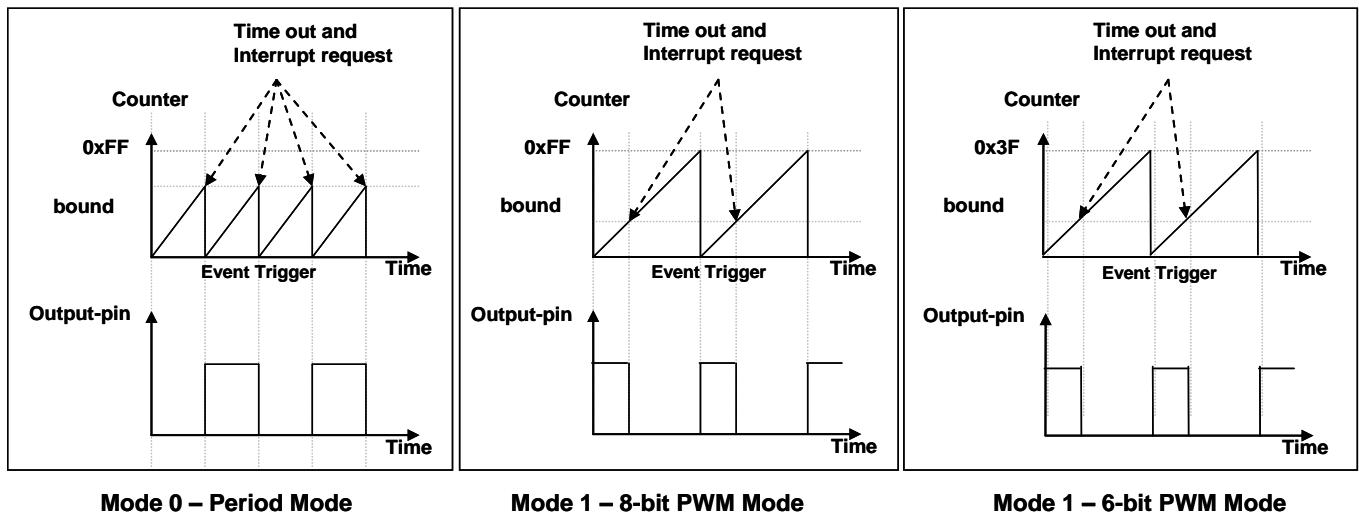 Time out and
Interrupt request
Counter
0xFF
bound
Event Trigger
Time
Output-pin
Time
Mode 0 – Period Mode
Time out and
Interrupt request
Counter
0xFF
bound
Event Trigger
Time
Output-pin
Time
Mode 1 – 8-bit PWM Mode
Time out and
Interrupt request
Counter
0x3F
bound
Event Trigger
Time
Output-pin
Time
Mode 1 – 6-bit PWM Mode